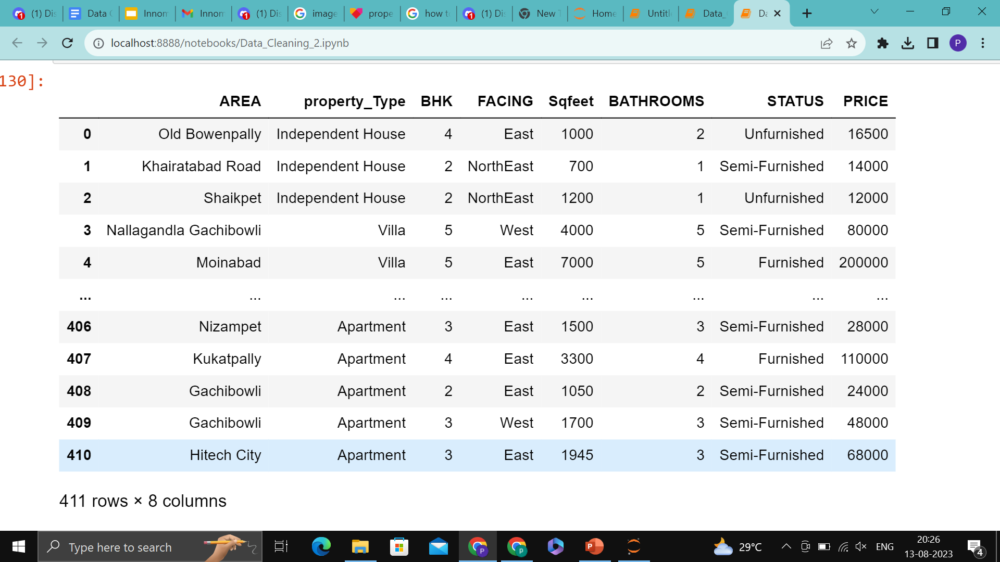 (1) Dis Data C Innom Innom (1) Dis image prope how to (1) Dis New T Home Untitl Data_ Da
localhost:8888/notebooks/Data_Cleaning_2.ipynb P
130]:
AREA property_Type BHK FACING Sqfeet BATHROOMS STATUS PRICE
0 Old Bowenpally Independent House 4 East 1000 2 Unfurnished 16500
1 Khairatabad Road Independent House 2 NorthEast 700 1 Semi-Furnished 14000
2 Shaikpet Independent House 2 NorthEast 1200 1 Unfurnished 12000
3 Nallagandla Gachibowli Villa 5 West 4000 5 Semi-Furnished 80000
4 Moinabad Villa 5 East 7000 5 Furnished 200000
... ... ... ... ... ... ... ... ...
406 Nizampet Apartment 3 East 1500 3 Semi-Furnished 28000
407 Kukatpally Apartment 4 East 3300 4 Furnished 110000
408 Gachibowli Apartment 2 East 1050 2 Semi-Furnished 24000
409 Gachibowli Apartment 3 West 1700 3 Semi-Furnished 48000
410 Hitech City Apartment 3 East 1945 3 Semi-Furnished 68000
411 rows × 8 columns
Type here to search 29°C ENG 20:26
13-08-2023 4